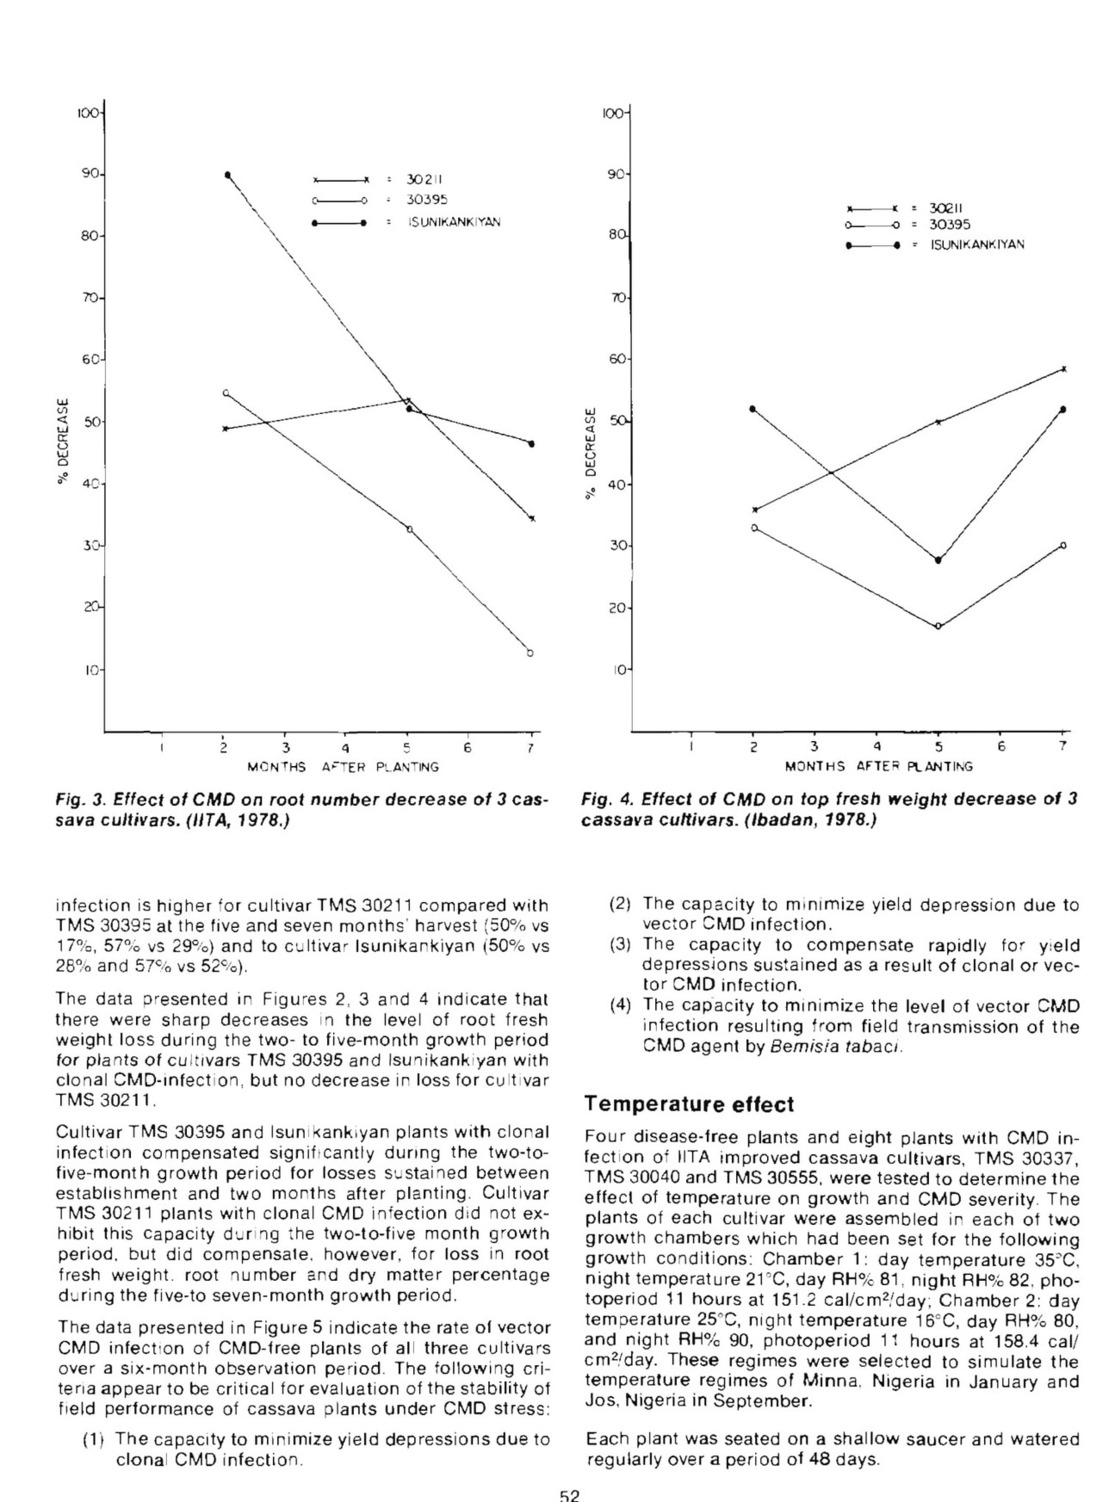 100
90
80
70
60
50
40
30
20
10
% DECREASE
= 30211
= 30395
= ISUNIKANKIYAN
1 2 3 4 5 6 7
MONTHS AFTER PLANTING
Fig. 3. Effect of CMD on root number decrease of 3 cas-
sava cultivars. (IITA, 1978.)
100
90
80
70
60
50
40
30
20
10
% DECREASE
= 30211
= 30395
= ISUNIKANKIYAN
1 2 3 4 5 6 7
MONTHS AFTER PLANTING
Fig. 4. Effect of CMD on top fresh weight decrease of 3
cassava cultivars. (Ibadan, 1978.)
infection is higher for cultivar TMS 30211 compared with
TMS 30395 at the five and seven months' harvest (50% vs
17%, 57% vs 29%) and to cultivar Isunikankiyan (50% vs
28% and 57% vs 52%).
The data presented in Figures 2, 3 and 4 indicate that
there were sharp decreases in the level of root fresh
weight loss during the two- to five-month growth period
for plants of cultivars TMS 30395 and Isunikankiyan with
clonal CMD-infection, but no decrease in loss for cultivar
TMS 30211.
Cultivar TMS 30395 and Isunikankiyan plants with clonal
infection compensated significantly during the two-to-
five-month growth period for losses sustained between
establishment and two months after planting. Cultivar
TMS 30211 plants with clonal CMD infection did not ex-
hibit this capacity during the two-to-five month growth
period, but did compensate, however, for loss in root
fresh weight, root number and dry matter percentage
during the five-to seven-month growth period.
The data presented in Figure 5 indicate the rate of vector
CMD infection of CMD-free plants of all three cultivars
over a six-month observation period. The following cri-
teria appear to be critical for evaluation of the stability of
field performance of cassava plants under CMD stress:
(1) The capacity to minimize yield depressions due to
clonal CMD infection.
(2) The capacity to minimize yield depression due to
vector CMD infection.
(3) The capacity to compensate rapidly for yield
depressions sustained as a result of clonal or vec-
tor CMD infection.
(4) The capacity to minimize the level of vector CMD
infection resulting from field transmission of the
CMD agent by Bemisia tabaci.
Temperature effect
Four disease-free plants and eight plants with CMD in-
fection of IITA improved cassava cultivars, TMS 30337,
TMS 30040 and TMS 30555, were tested to determine the
effect of temperature on growth and CMD severity. The
plants of each cultivar were assembled in each of two
growth chambers which had been set for the following
growth conditions: Chamber 1: day temperature 35°C,
night temperature 21°C, day RH% 81, night RH% 82, pho-
toperiod 11 hours at 151.2 cal/cm²/day; Chamber 2: day
temperature 25°C, night temperature 16°C, day RH% 80,
and night RH% 90, photoperiod 11 hours at 158.4 cal/
cm²/day. These regimes were selected to simulate the
temperature regimes of Minna, Nigeria in January and
Jos, Nigeria in September.
Each plant was seated on a shallow saucer and watered
regularly over a period of 48 days.
52